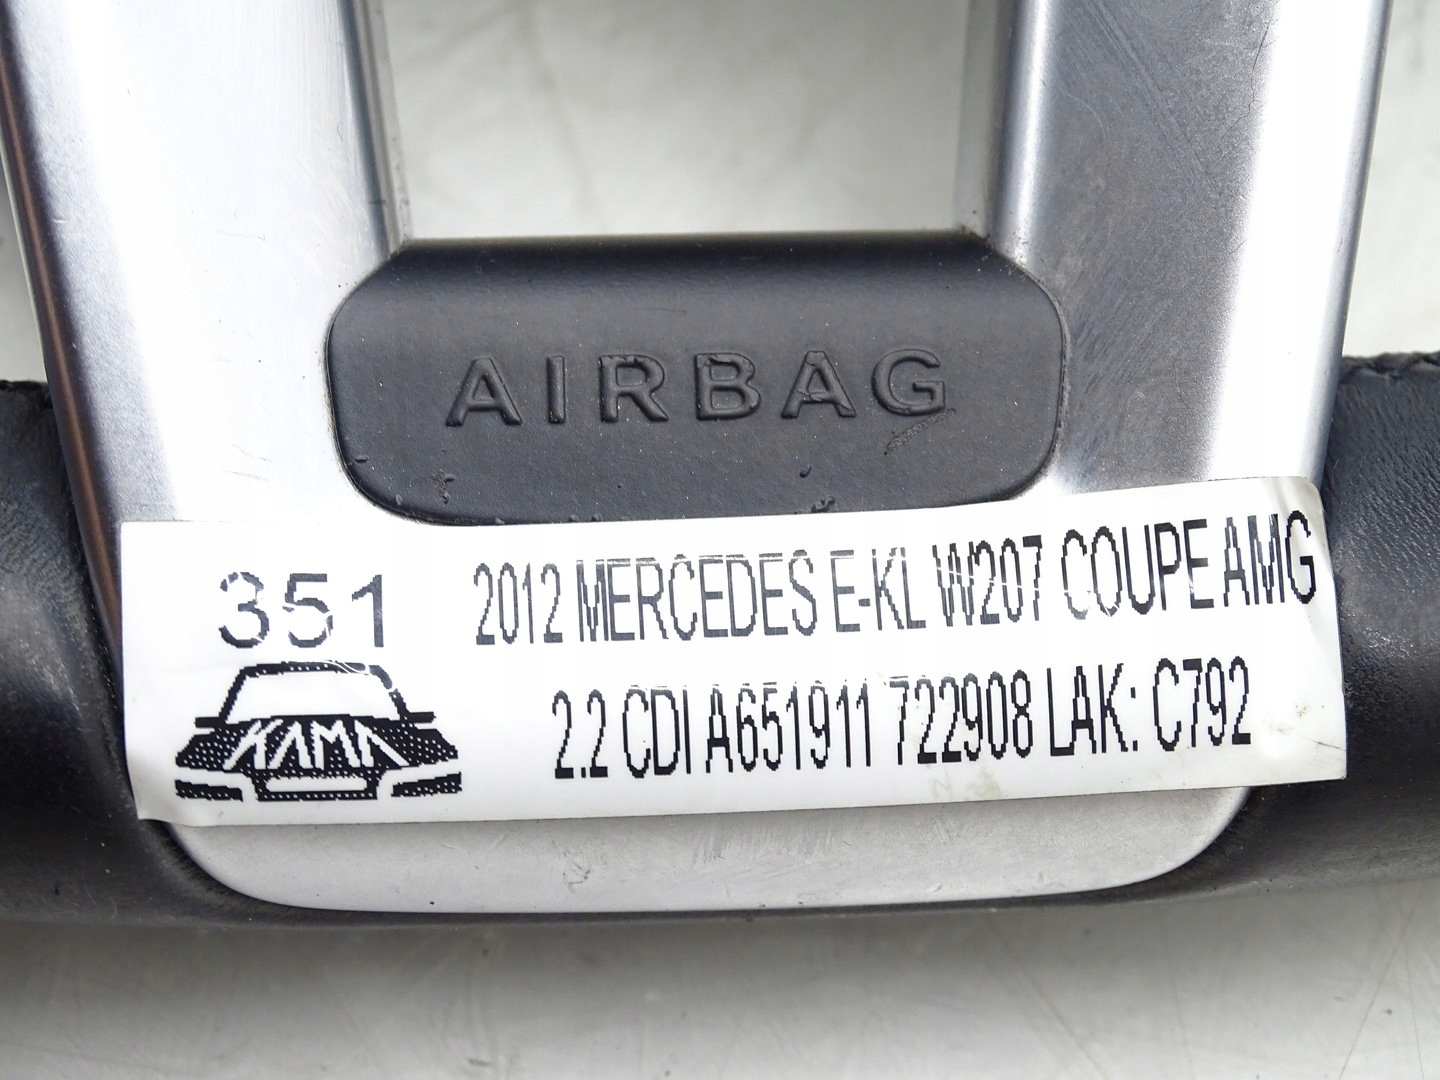 AIRBAG
351
2012 MERCEDES E-KL W207 COUPE AMG
2.2 CDI A651911 722908 LAK: C792
KAMA